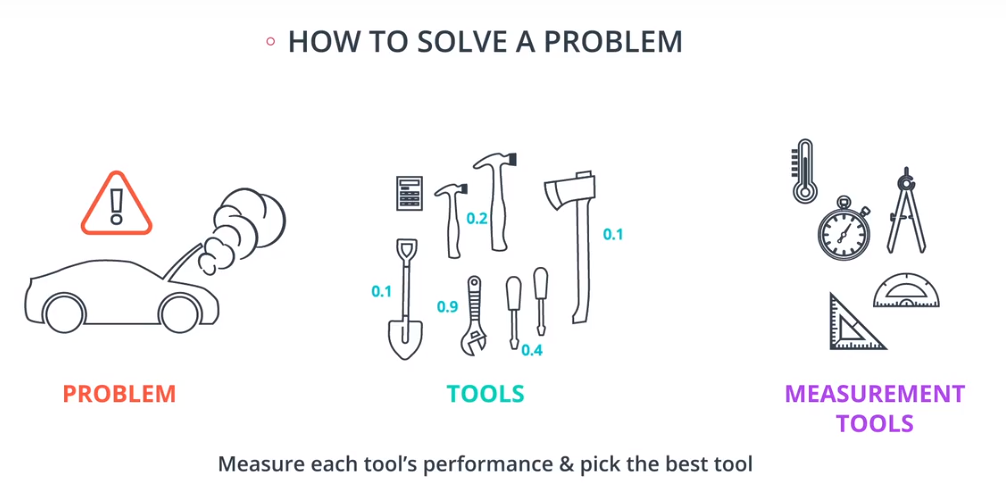 HOW TO SOLVE A PROBLEM
0.2
0.1
0.1
0.9
0.4
PROBLEM
TOOLS
MEASUREMENT
TOOLS
Measure each tool's performance & pick the best tool